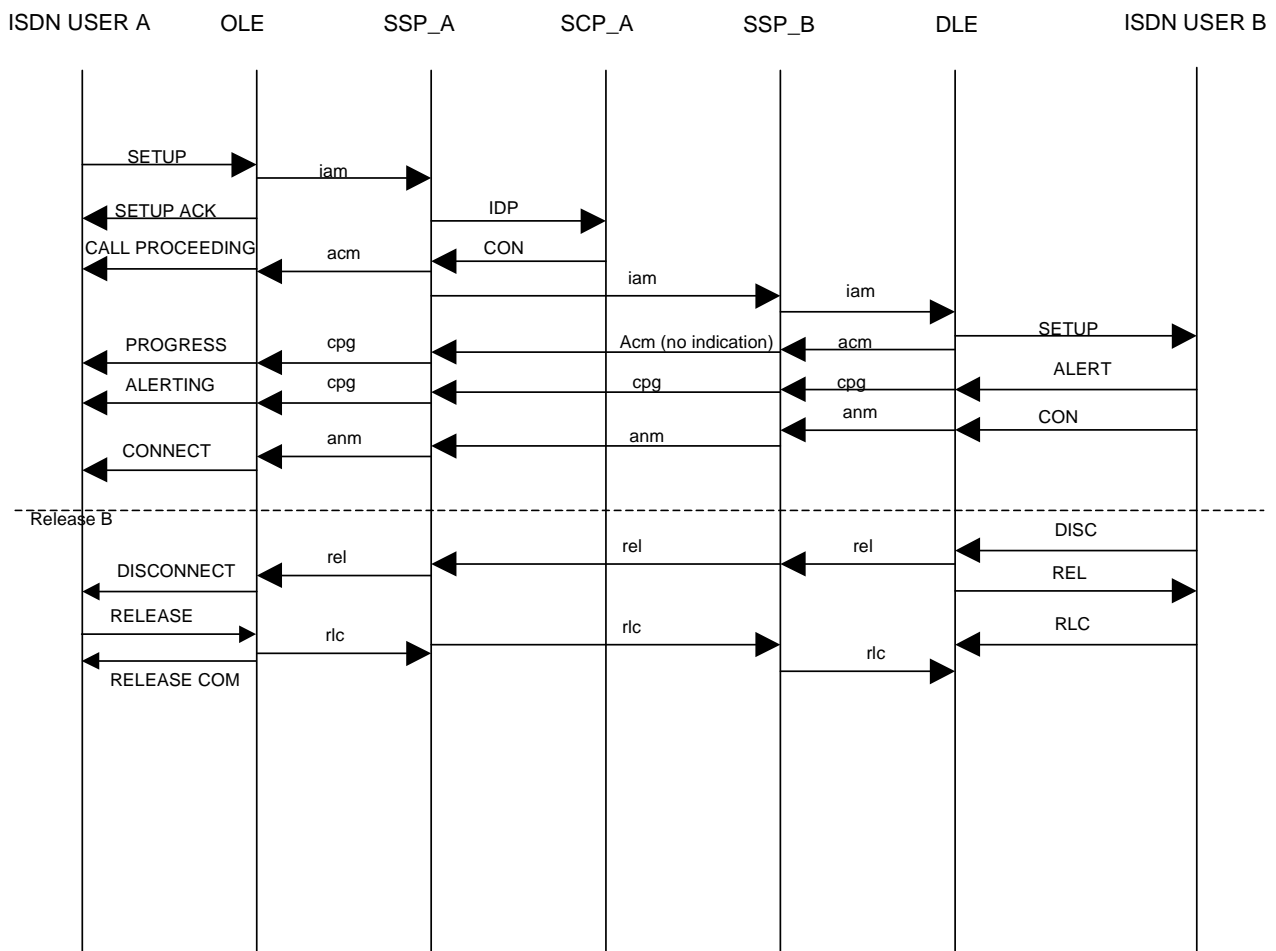 ISDN USER A OLE SSP_A SCP_A SSP_B DLE ISDN USER B
SETUP
iam
SETUP ACK
IDP
CALL PROCEEDING
acm
CON
iam
iam
SETUP
PROGRESS
cpg
Acm (no indication)
acm
ALERTING
cpg
cpg
cpg
ALERT
anm
CON
CONNECT
anm
anm
Release B
DISC
DISCONNECT
rel
rel
rel
REL
RELEASE
rlc
rlc
RLC
rlc
RELEASE COM